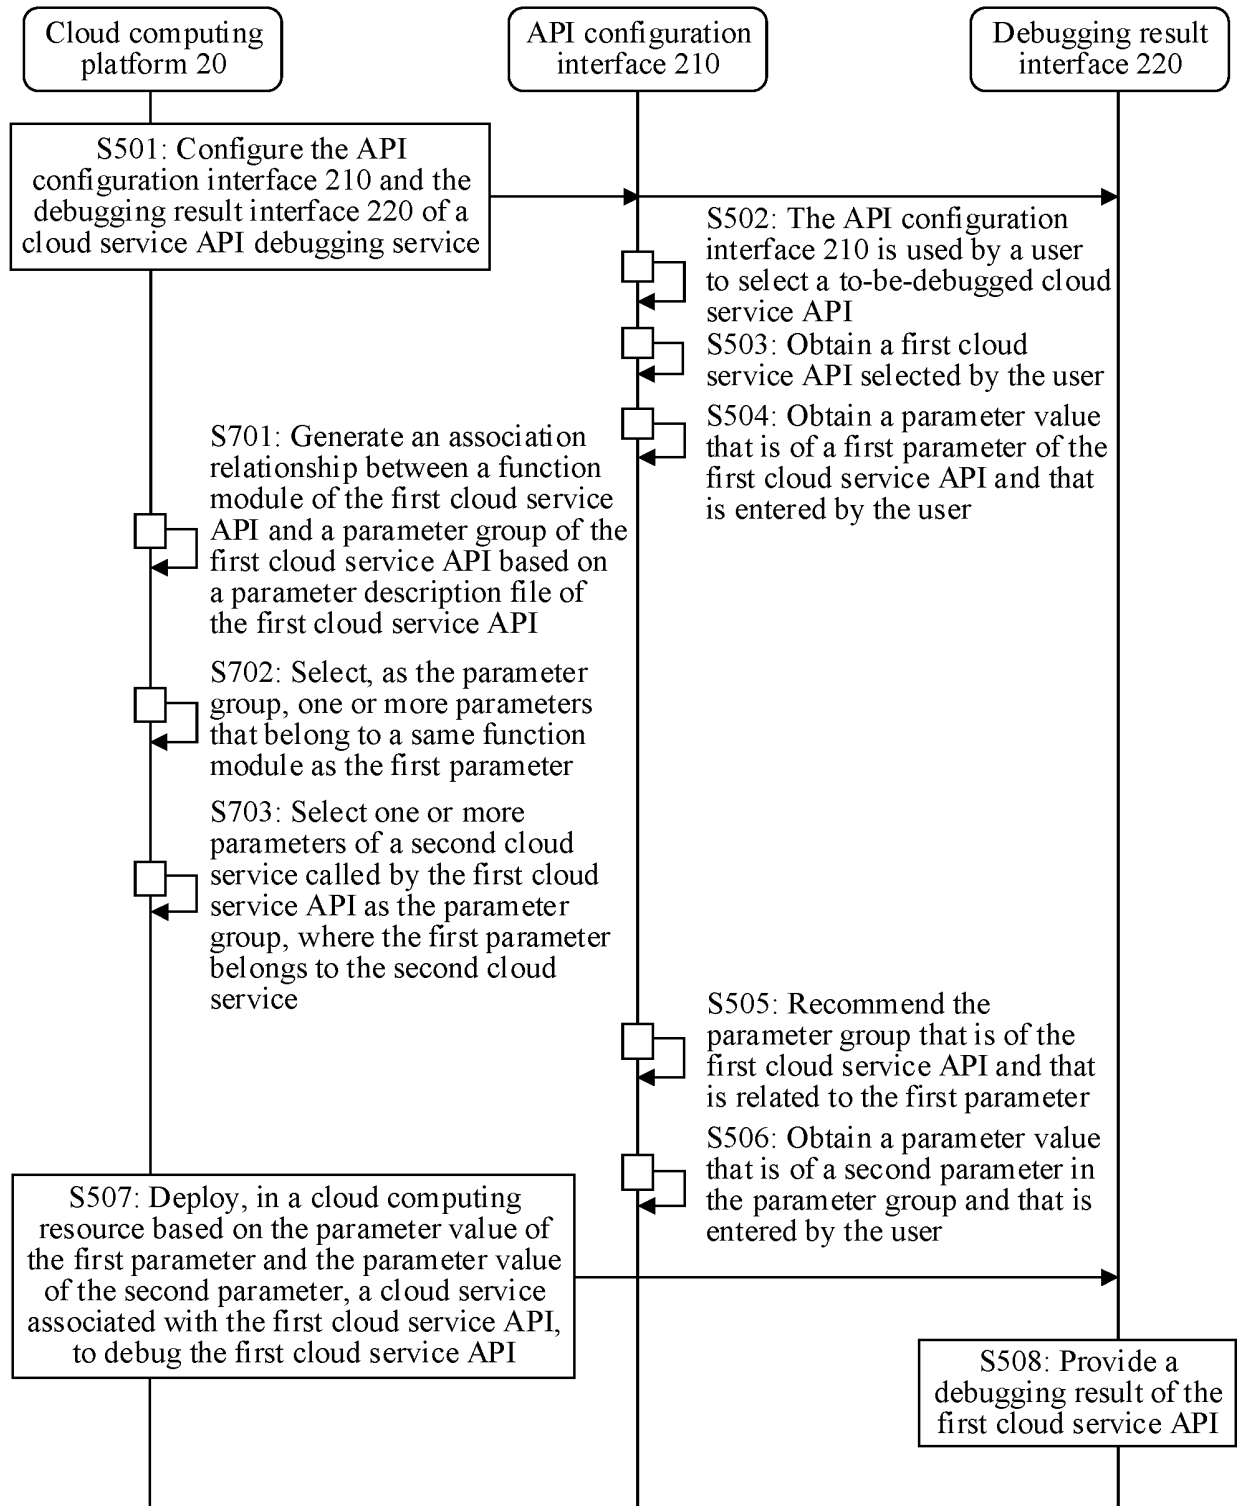 Cloud computing
platform 20
API configuration
interface 210
Debugging result
interface 220
S501: Configure the API
configuration interface 210 and the
debugging result interface 220 of a
cloud service API debugging service
S502: The API configuration
interface 210 is used by a user
to select a to-be-debugged cloud
service API
S503: Obtain a first cloud
service API selected by the user
S504: Obtain a parameter value
that is of a first parameter of the
first cloud service API and that
is entered by the user
S701: Generate an association
relationship between a function
module of the first cloud service
API and a parameter group of the
first cloud service API based on
a parameter description file of
the first cloud service API
S702: Select, as the parameter
group, one or more parameters
that belong to a same function
module as the first parameter
S703: Select one or more
parameters of a second cloud
service called by the first cloud
service API as the parameter
group, where the first parameter
belongs to the second cloud
service
S505: Recommend the
parameter group that is of the
first cloud service API and that
is related to the first parameter
S506: Obtain a parameter value
that is of a second parameter in
the parameter group and that is
entered by the user
S507: Deploy, in a cloud computing
resource based on the parameter value of
the first parameter and the parameter value
of the second parameter, a cloud service
associated with the first cloud service API,
to debug the first cloud service API
S508: Provide a
debugging result of the
first cloud service API